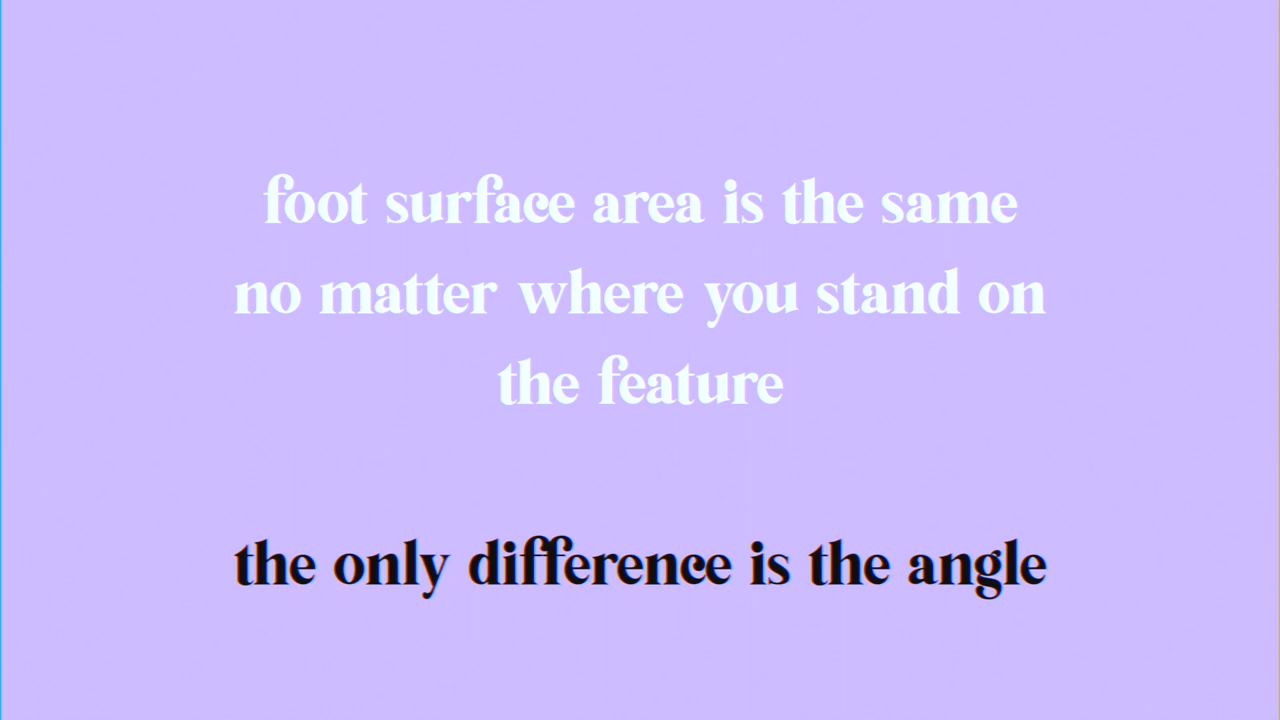 foot surface area is the same
no matter where you stand on
the feature
the only difference is the angle